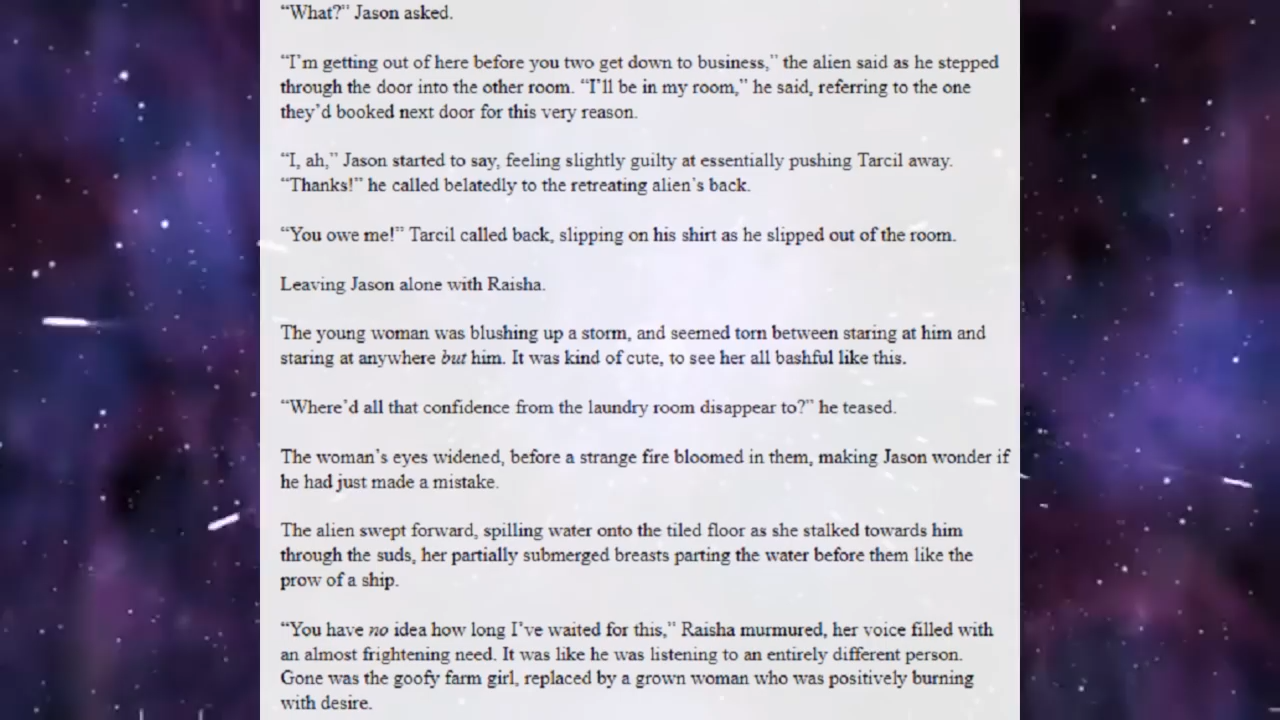 “What?” Jason asked.
“I’m getting out of here before you two get down to business,” the alien said as he stepped
through the door into the other room. “I’ll be in my room,” he said, referring to the one
they’d booked next door for this very reason.
“I, ah,” Jason started to say, feeling slightly guilty at essentially pushing Tarcil away.
“Thanks!” he called belatedly to the retreating alien’s back.
“You owe me!” Tarcil called back, slipping on his shirt as he slipped out of the room.
Leaving Jason alone with Raisha.
The young woman was blushing up a storm, and seemed torn between staring at him and
staring at anywhere but him. It was kind of cute, to see her all bashful like this.
“Where’d all that confidence from the laundry room disappear to?” he teased.
The woman’s eyes widened, before a strange fire bloomed in them, making Jason wonder if
he had just made a mistake.
The alien swept forward, spilling water onto the tiled floor as she stalked towards him
through the suds, her partially submerged breasts parting the water before them like the
prow of a ship.
“You have no idea how long I’ve waited for this,” Raisha murmured, her voice filled with
an almost frightening need. It was like he was listening to an entirely different person.
Gone was the goofy farm girl, replaced by a grown woman who was positively burning
with desire.